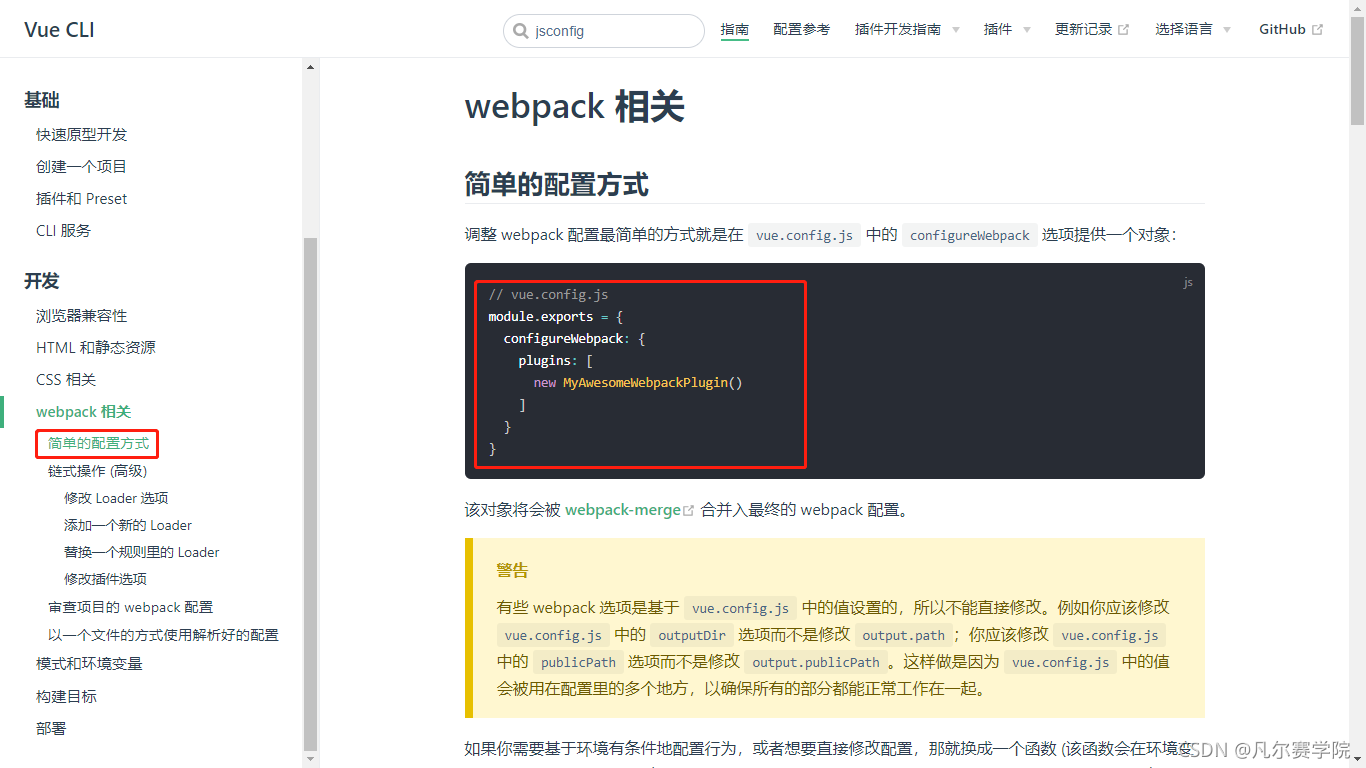 Vue CLI
jsconfig
指南
配置参考
插件开发指南
插件
更新记录
选择语言
GitHub
基础
快速原型开发
创建一个项目
插件和 Preset
CLI 服务
开发
浏览器兼容性
HTML 和静态资源
CSS 相关
webpack 相关
简单的配置方式
链式操作 (高级)
修改 Loader 选项
添加一个新的 Loader
替换一个规则里的 Loader
修改插件选项
审查项目的 webpack 配置
以一个文件的方式使用解析好的配置
模式和环境变量
构建目标
部署
webpack 相关
简单的配置方式
调整 webpack 配置最简单的方式就是在 vue.config.js 中的 configureWebpack 选项提供一个对象：
js
// vue.config.js
module.exports = {
configureWebpack: {
plugins: [
new MyAwesomeWebpackPlugin()
]
}
}
该对象将会被 webpack-merge 合并入最终的 webpack 配置。
警告
有些 webpack 选项是基于 vue.config.js 中的值设置的，所以不能直接修改。例如你应该修改
vue.config.js 中的 outputDir 选项而不是修改 output.path ；你应该修改 vue.config.js
中的 publicPath 选项而不是修改 output.publicPath 。这样做是因为 vue.config.js 中的值
会被用在配置里的多个地方，以确保所有的部分都能正常工作在一起。
如果你需要基于环境有条件地配置行为，或者想要直接修改配置，那就换成一个函数 (该函数会在环境变
CSDN @凡尔赛学院